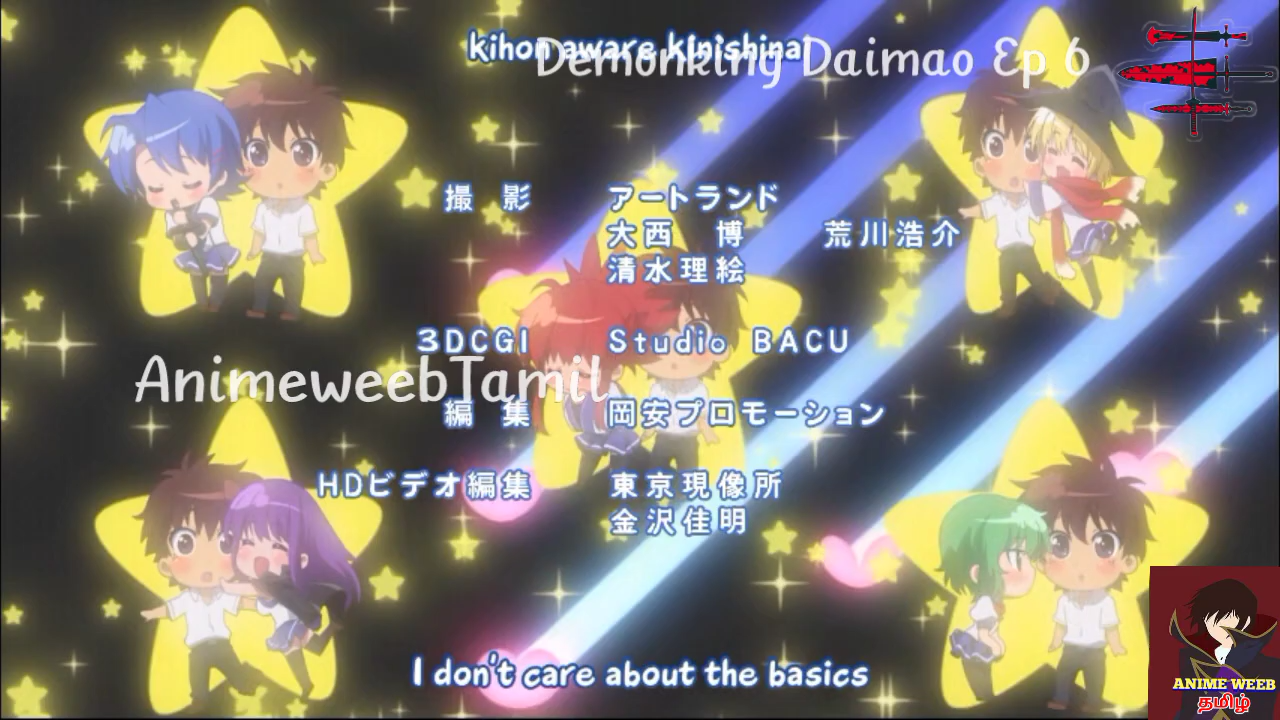 kihon aware kinishinai
Demonking Daimao Ep 6
撮 影 アートランド
大西 博 荒川浩介
清水理絵
3DCGI Studio BACU
AnimeweebTamil
編 集 岡安プロモーション
HDビデオ編集 東京現像所
金沢佳明
I don't care about the basics
ANIME WEEB
தமிழ்